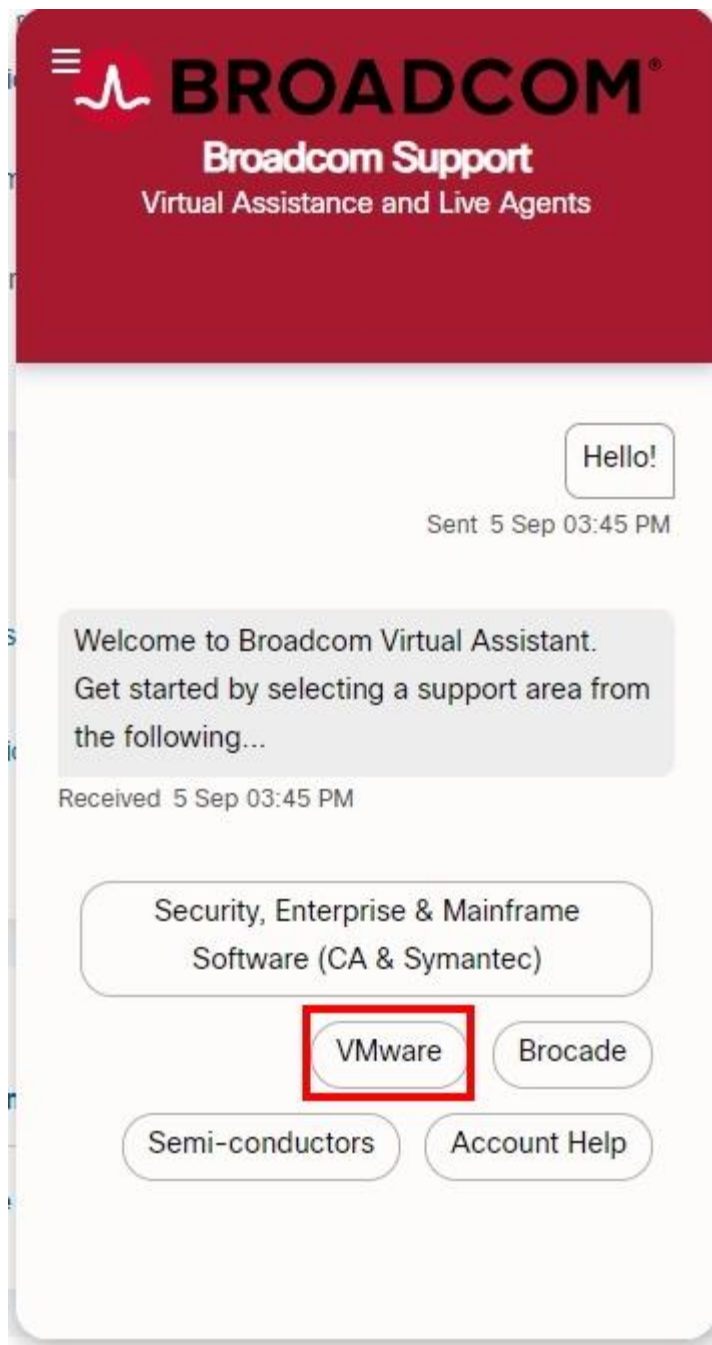 BROADCOM®
Broadcom Support
Virtual Assistance and Live Agents
Hello!
Sent 5 Sep 03:45 PM
Welcome to Broadcom Virtual Assistant.
Get started by selecting a support area from
the following...
Received 5 Sep 03:45 PM
Security, Enterprise & Mainframe
Software (CA & Symantec)
VMware
Brocade
Semi-conductors
Account Help